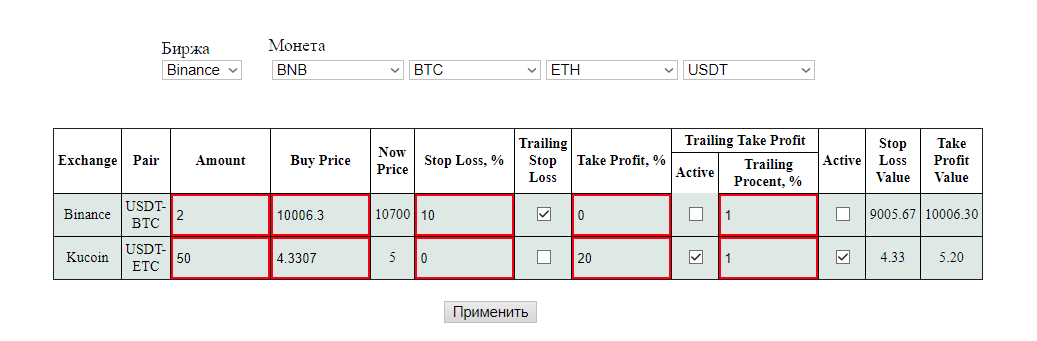 Биржа Монета
Binance BNB BTC ETH USDT
Exchange Pair Amount Buy Price Now Price Stop Loss, % Trailing Stop Loss Take Profit, % Trailing Take Profit Active Trailing Procent, % Active Stop Loss Value Take Profit Value
Binance USDT-BTC 2 10006.3 10700 10 0 1 9005.67 10006.30
Kucoin USDT-ETC 50 4.3307 5 0 20 1 4.33 5.20
Применить